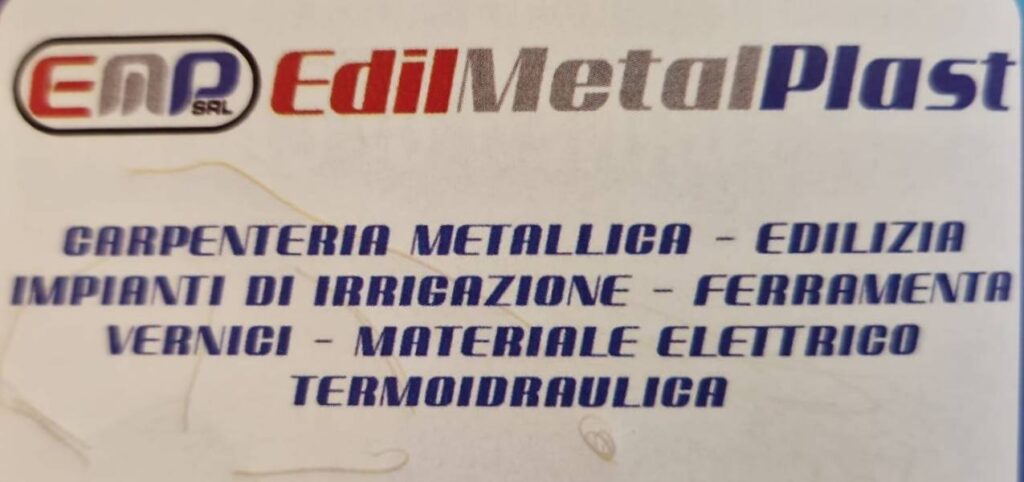 EMP SRL EdilMetalPlast
CARPENTERIA METALLICA - EDILIZIA
IMPIANTI DI IRRIGAZIONE - FERRAMENTA
VERNICI - MATERIALE ELETTRICO
TERMOIDRAULICA